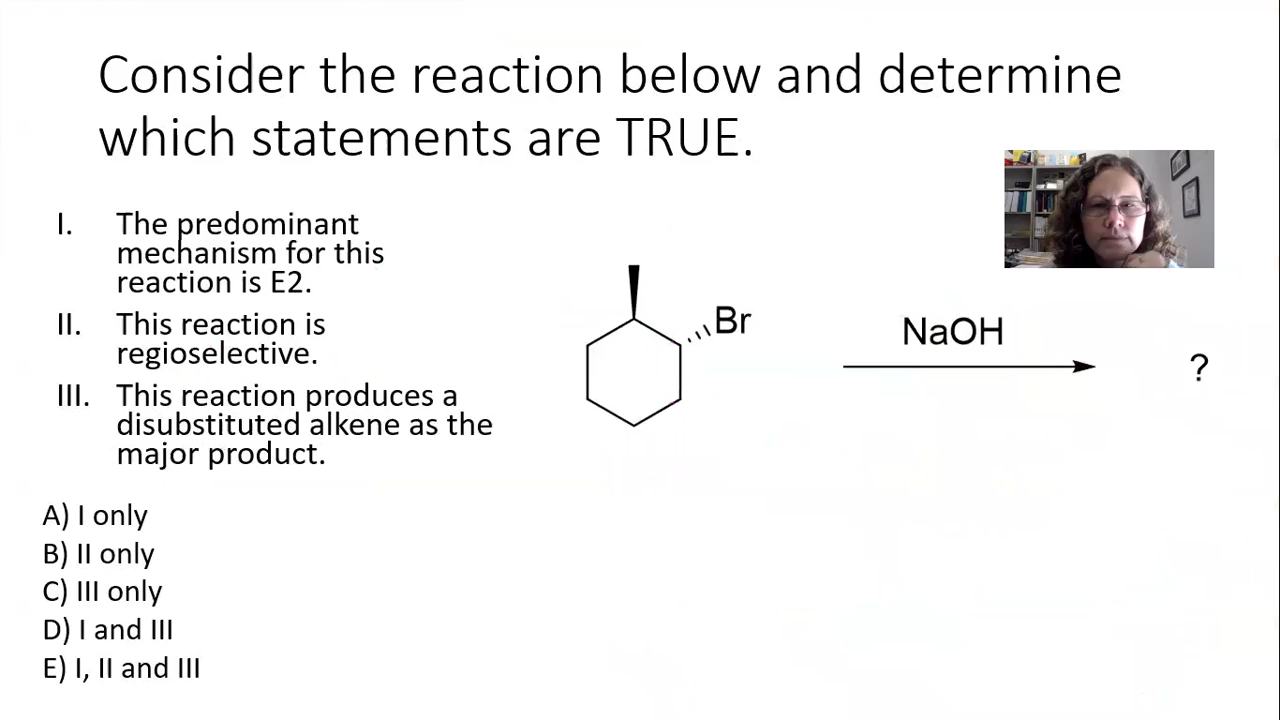 Consider the reaction below and determine
which statements are TRUE.
I. The predominant
mechanism for this
reaction is E2.
II. This reaction is
regioselective.
III. This reaction produces a
disubstituted alkene as the
major product.
A) I only
B) II only
C) III only
D) I and III
E) I, II and III
Br
NaOH
?